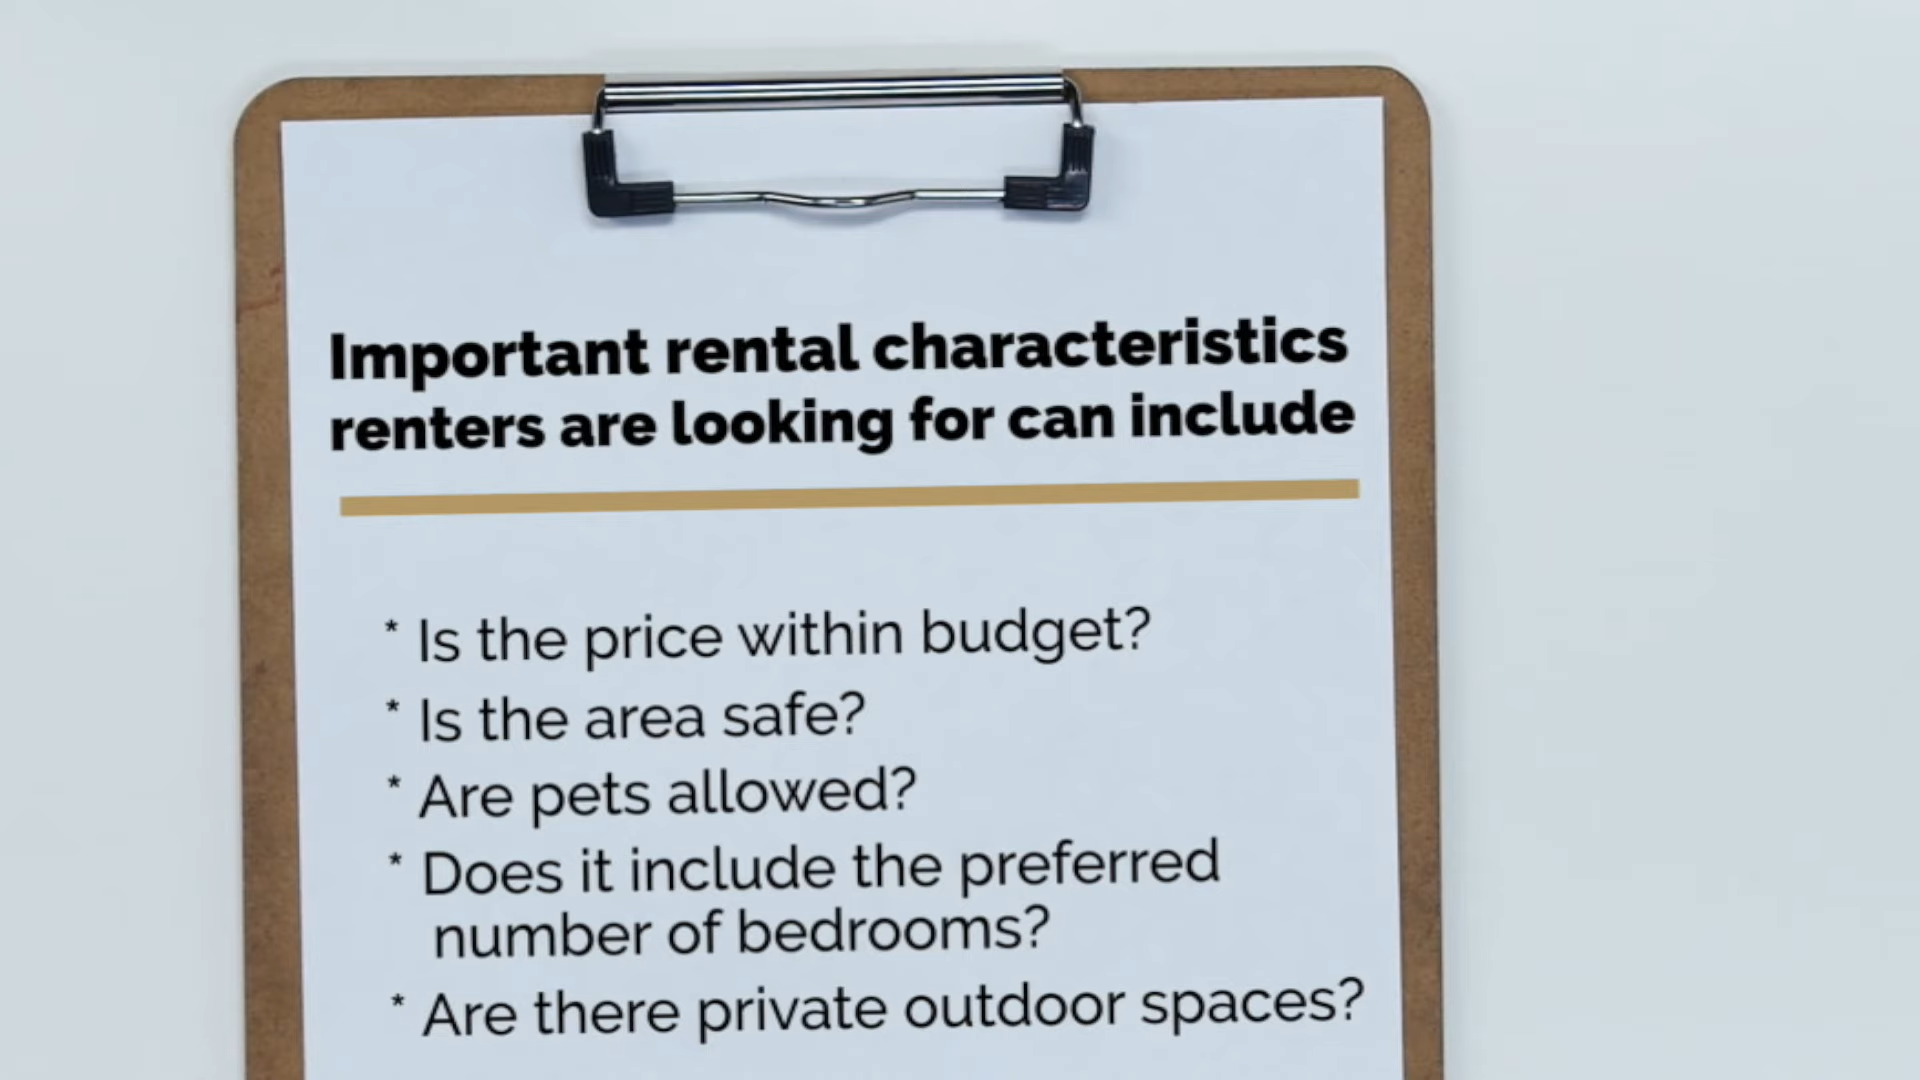 Important rental characteristics
renters are looking for can include
* Is the price within budget?
* Is the area safe?
* Are pets allowed?
* Does it include the preferred
number of bedrooms?
* Are there private outdoor spaces?